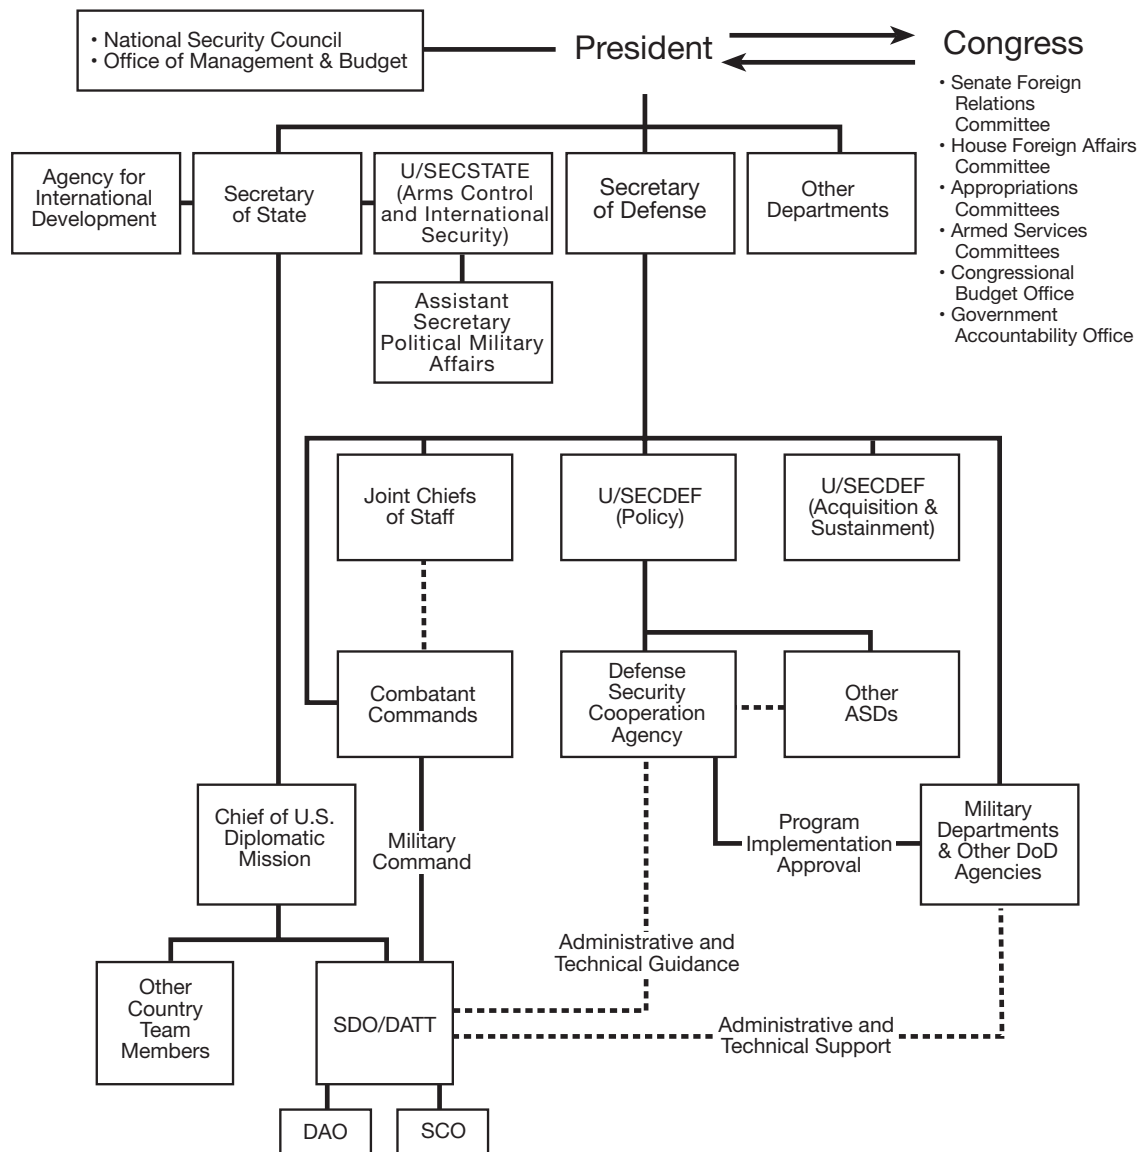 • National Security Council
• Office of Management & Budget
President
Congress
• Senate Foreign
Relations
Committee
• House Foreign Affairs
Committee
• Appropriations
Committees
• Armed Services
Committees
• Congressional
Budget Office
• Government
Accountability Office
Agency for
International
Development
Secretary
of State
U/SECSTATE
(Arms Control
and International
Security)
Secretary
of Defense
Other
Departments
Assistant
Secretary
Political Military
Affairs
Joint Chiefs
of Staff
U/SECDEF
(Policy)
U/SECDEF
(Acquisition &
Sustainment)
Combatant
Commands
Defense
Security
Cooperation
Agency
Other
ASDs
Chief of U.S.
Diplomatic
Mission
Military
Command
Program
Implementation
Approval
Military
Departments
& Other DoD
Agencies
Administrative and
Technical Guidance
Other
Country
Team
Members
SDO/DATT
Administrative and
Technical Support
DAO
SCO